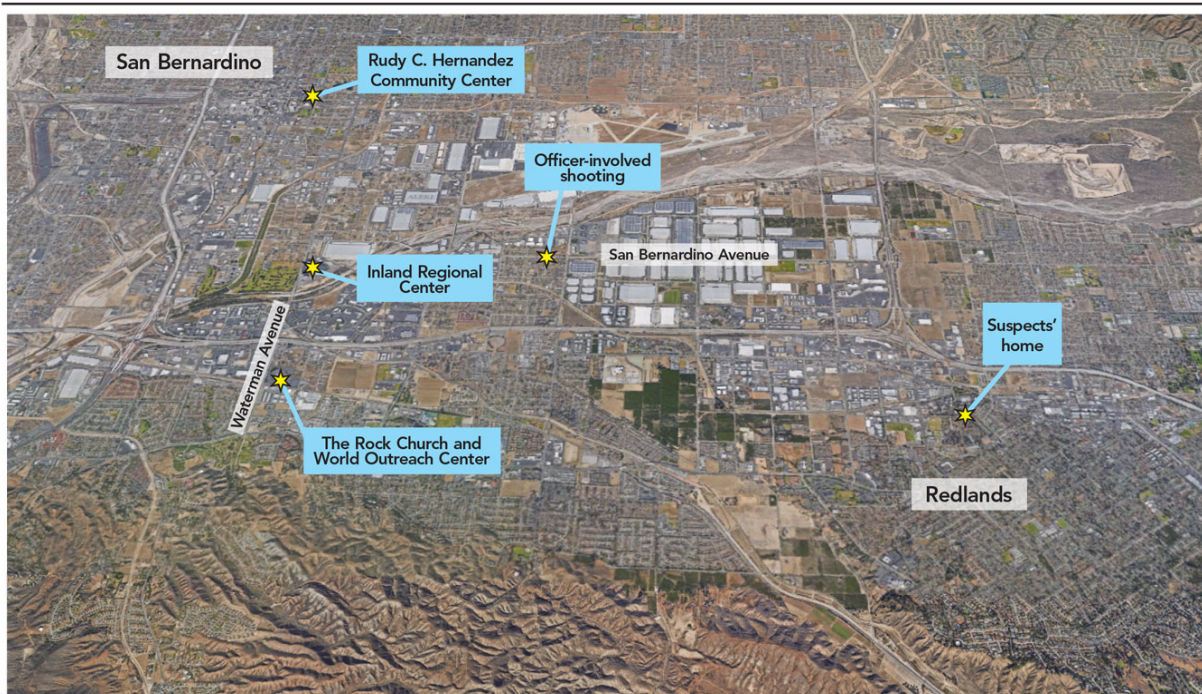 San Bernardino
Rudy C. Hernandez
Community Center
Officer-involved
shooting
San Bernardino Avenue
Inland Regional
Center
Suspects’
home
Waterman Avenue
The Rock Church and
World Outreach Center
Redlands